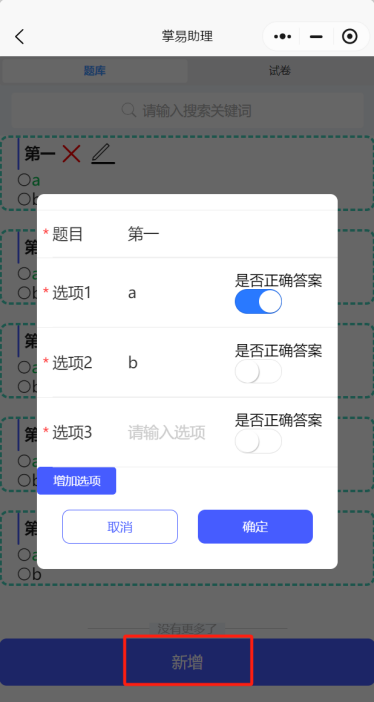 掌易助理
题库
试卷
请输入搜索关键词
第一
a
b
* 题目 第一
是否正确答案
* 选项1 a
是否正确答案
* 选项2 b
是否正确答案
* 选项3 请输入选项
增加选项
取消 确定
第
a
b
没有更多了
新增